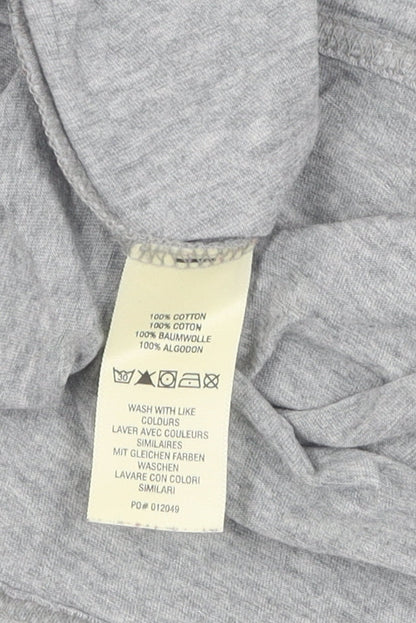 100% COTTON
100% COTON
100% BAUMWOLLE
100% ALGODON
30
WASH WITH LIKE
COLOURS
LAVER AVEC COULEURS
SIMILAIRES
MIT GLEICHEN FARBEN
WASCHEN
LAVARE CON COLORI
SIMILARI
PO# 012049